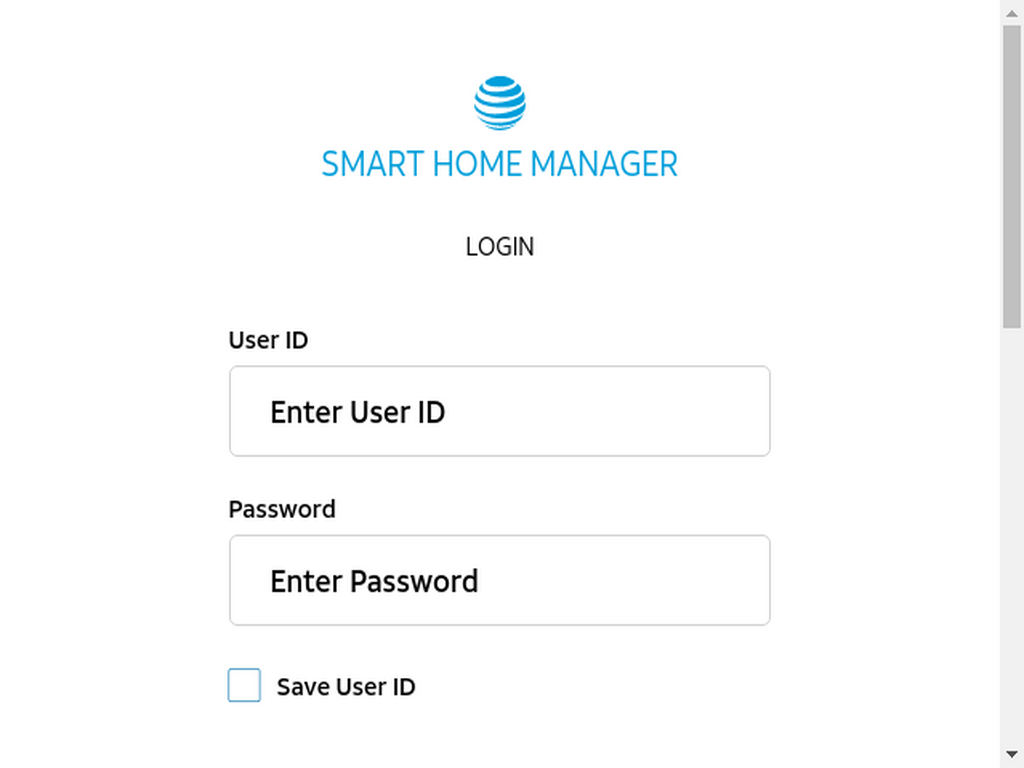 SMART HOME MANAGER
LOGIN
User ID
Enter User ID
Password
Enter Password
Save User ID